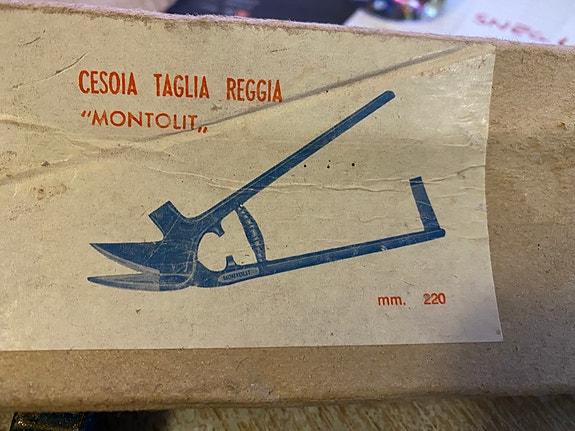 CESOIA TAGLIA REGGIA
"MONTOLIT"
MONTOLIT
mm. 220